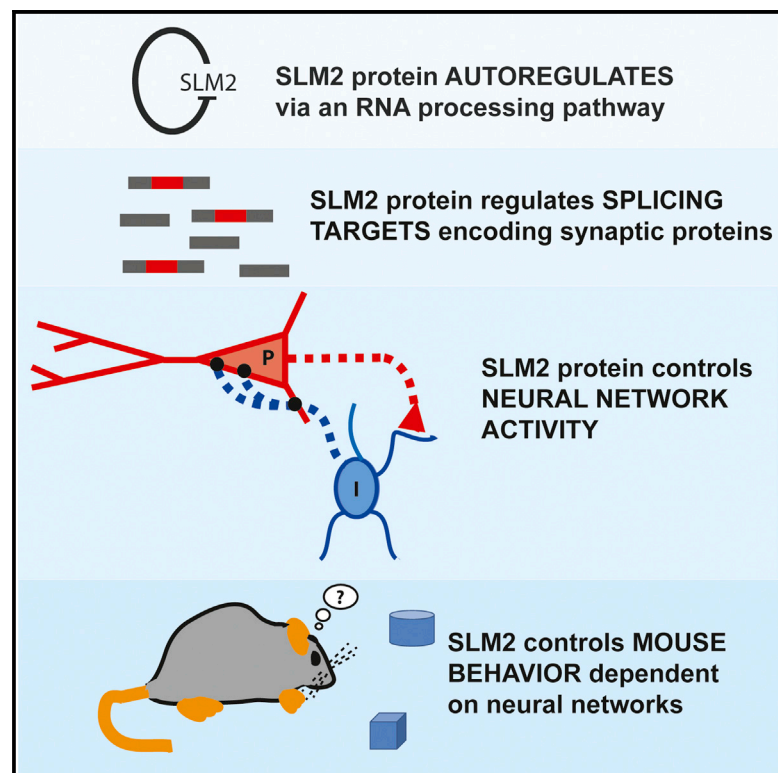 SLM2
SLM2 protein AUTOREGULATES
via an RNA processing pathway
SLM2 protein regulates SPLICING
TARGETS encoding synaptic proteins
P
SLM2 protein controls
NEURAL NETWORK
ACTIVITY
I
?
SLM2 controls MOUSE
BEHAVIOR dependent
on neural networks